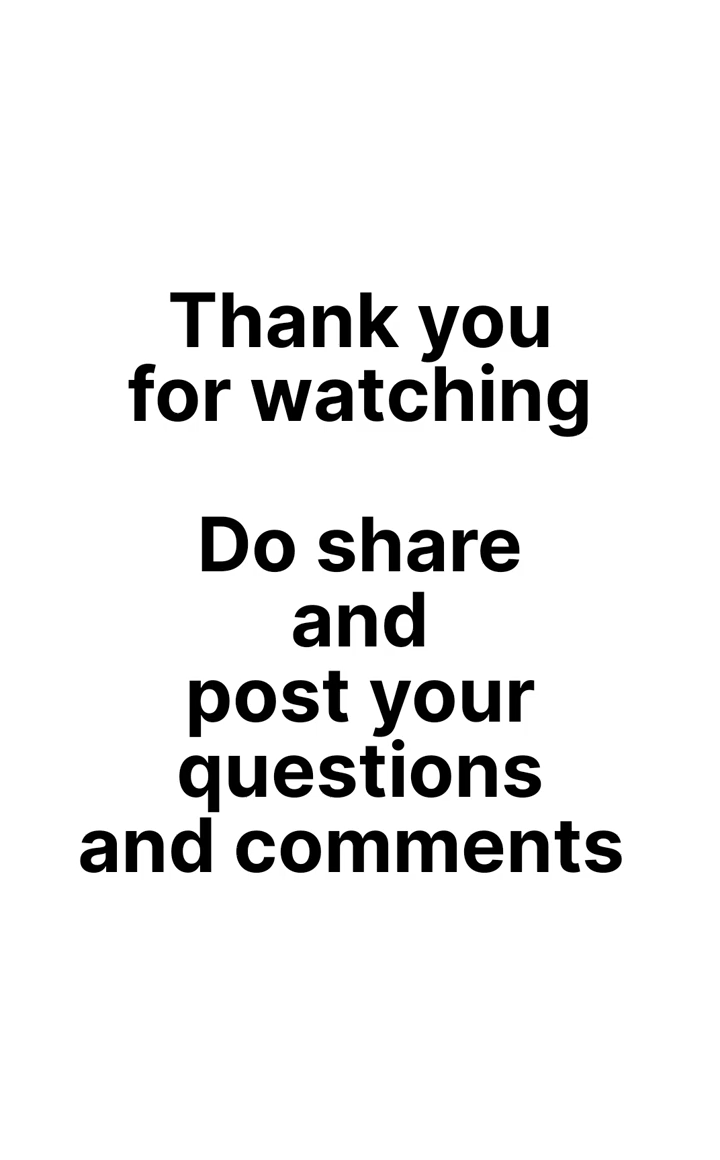 Thank you
for watching
Do share
and
post your
questions
and comments